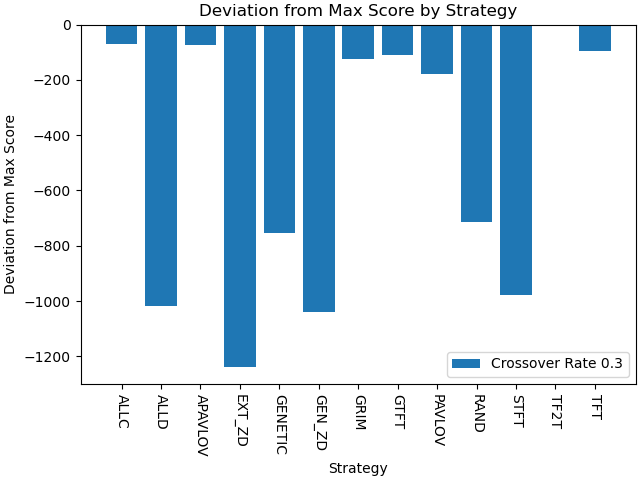 Deviation from Max Score by Strategy
Deviation from Max Score
0
−200
−400
−600
−800
−1000
−1200
Crossover Rate 0.3
ALLC
ALLD
APAVLOV
EXT_ZD
GENETIC
GEN_ZD
GRIM
GTFT
PAVLOV
RAND
STFT
TF2T
TFT
Strategy